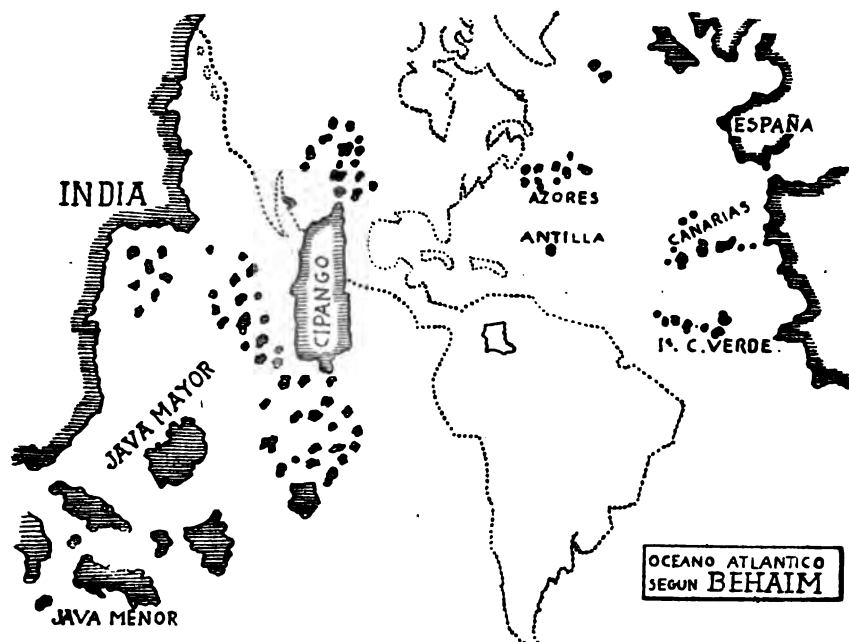 ESPAÑA
INDIA
AZORES
CANARIAS
ANTILLA
CIPANGO
Iˢ. C. VERDE.
JAVA MAYOR
OCEANO ATLANTICO
SEGUN BEHAIM
JAVA MENOR